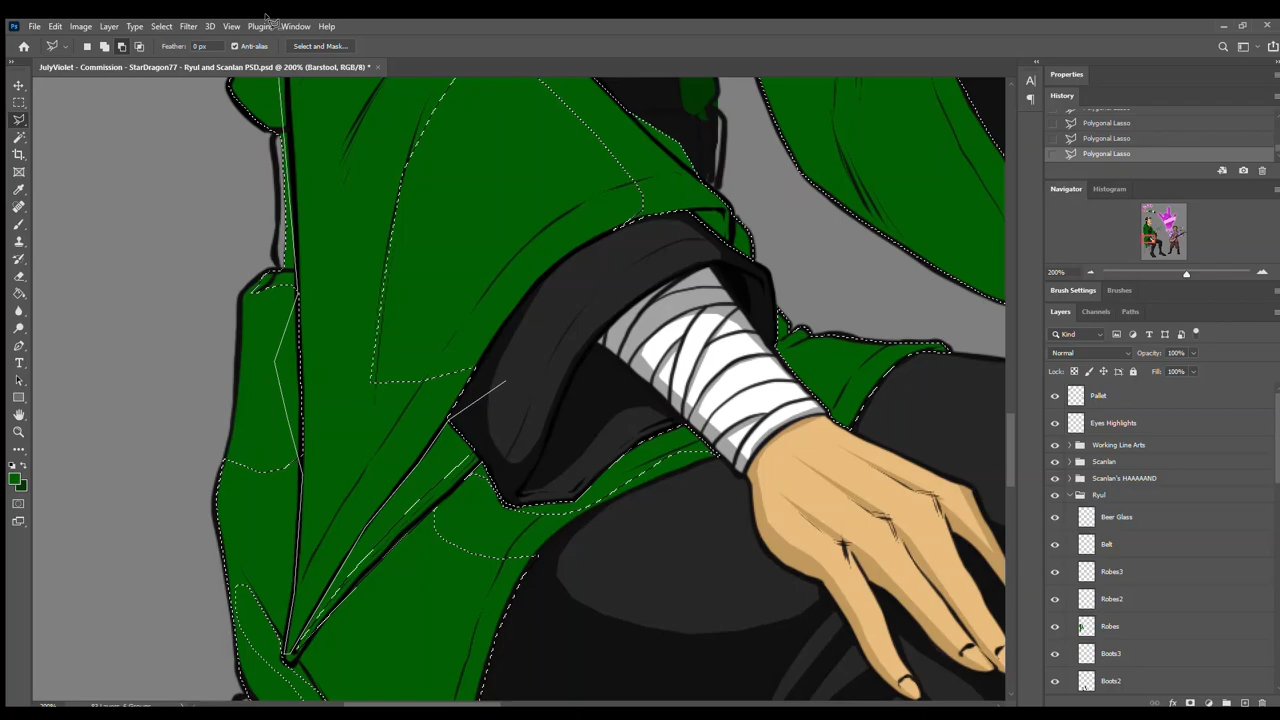 Ps File Edit Image Layer Type Select Filter 3D View Plugins Window Help
Feather: 0 px Anti-alias Select and Mask...
JulyViolet - Commission - StarDragon77 - Ryul and Scanlan PSD.psd @ 200% (Barstool, RGB/8) * ×
Properties
History
Polygonal Lasso
Polygonal Lasso
Polygonal Lasso
Navigator Histogram
200%
Brush Settings Brushes
Layers Channels Paths
Kind
Normal Opacity: 100%
Lock: Fill: 100%
Pallet
Eyes Highlights
Working Line Arts
Scanlan
Scanlan's HAAAAND
Ryul
Beer Glass
Belt
Robes3
Robes2
Robes
Boots3
Boots2